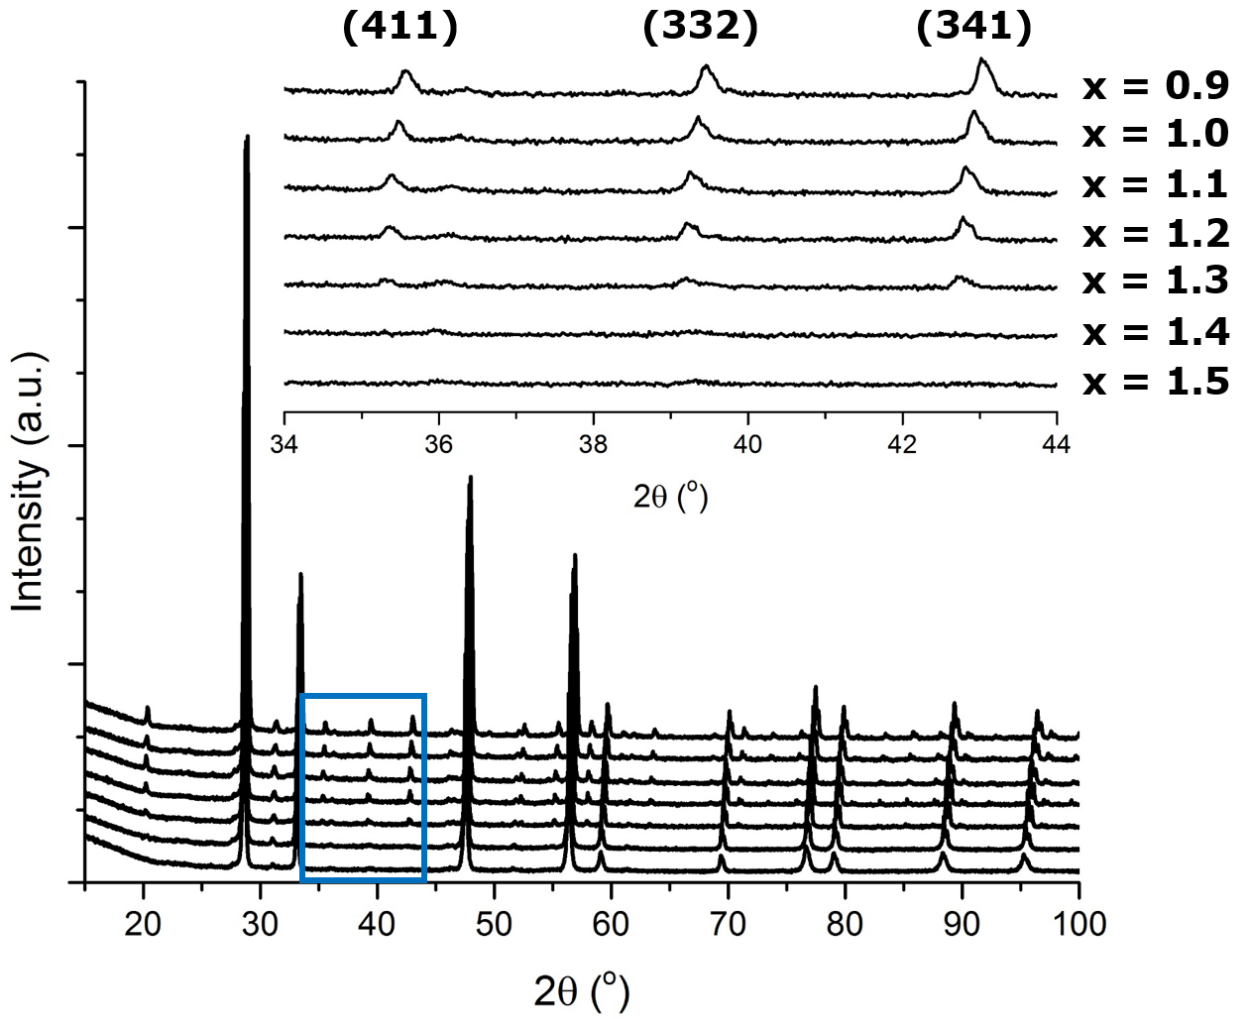 (411) (332) (341)
x = 0.9
x = 1.0
x = 1.1
x = 1.2
x = 1.3
x = 1.4
x = 1.5
34 36 38 40 42 44
2θ (°)
Intensity (a.u.)
20 30 40 50 60 70 80 90 100
2θ (°)